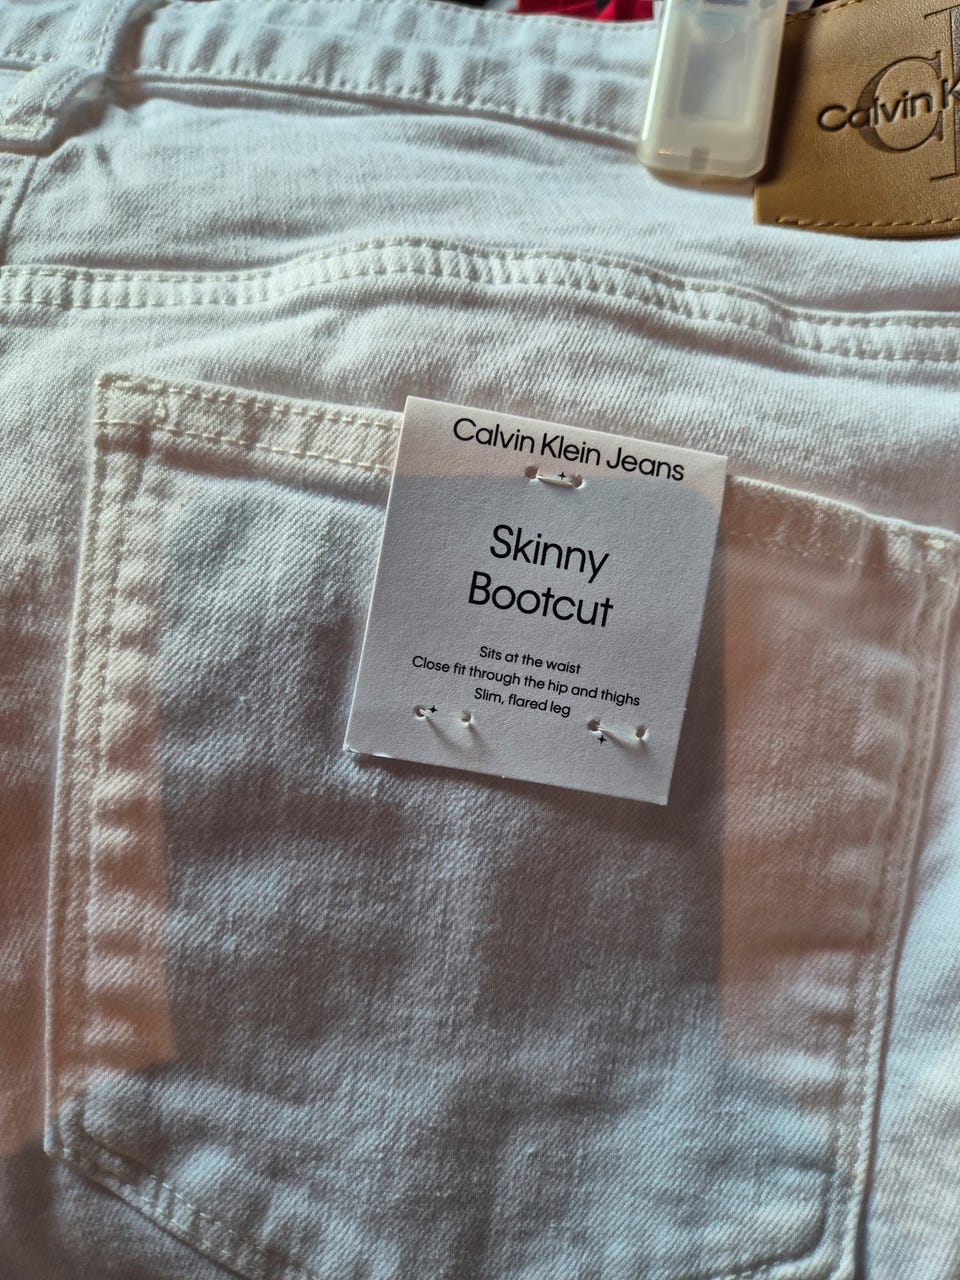 Calvin K
CK
Calvin Klein Jeans
Skinny
Bootcut
Sits at the waist
Close fit through the hip and thighs
Slim, flared leg